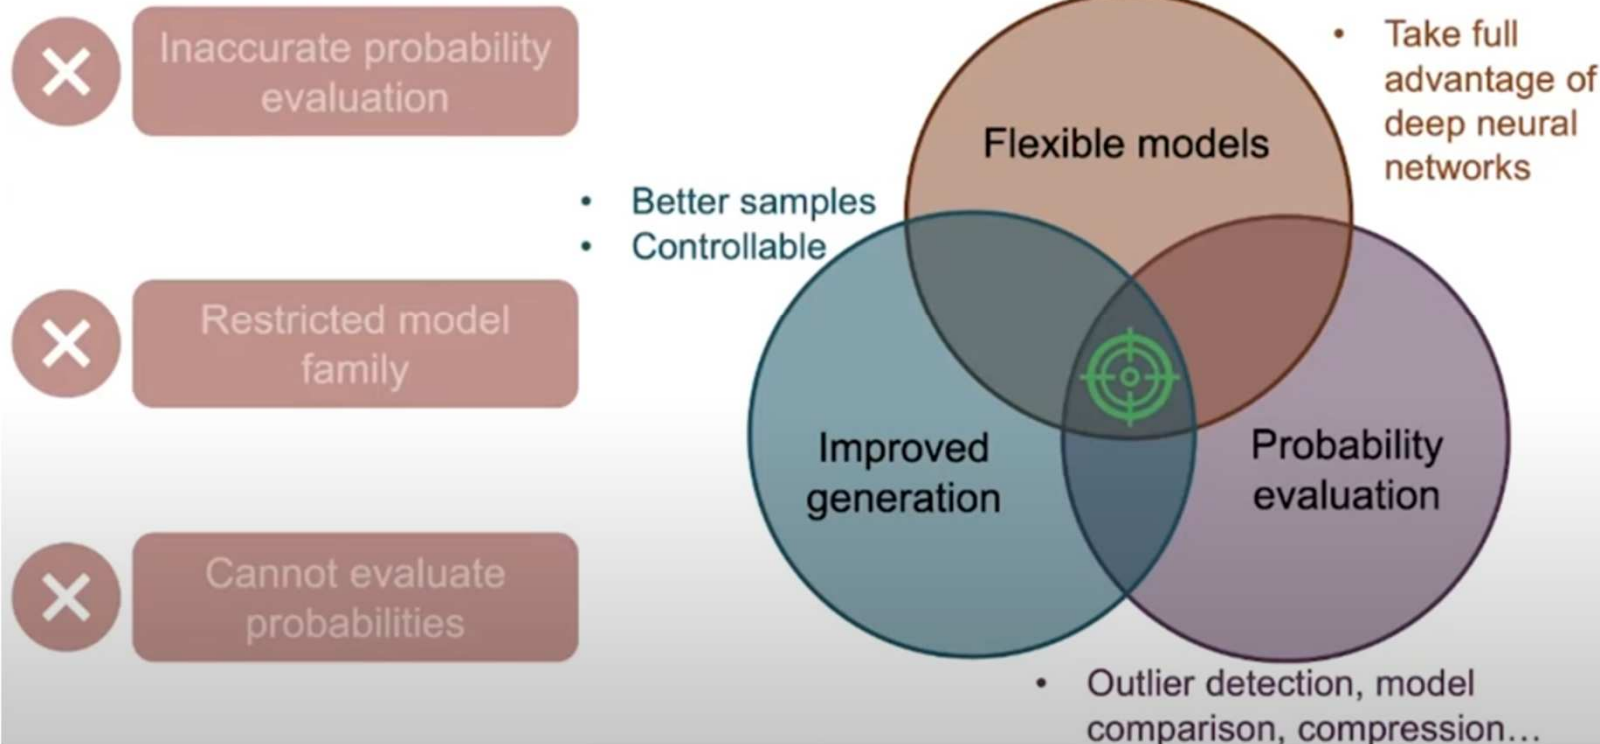 Inaccurate probability
evaluation
Restricted model
family
Cannot evaluate
probabilities
• Better samples
• Controllable
Flexible models
• Take full
advantage of
deep neural
networks
Improved
generation
Probability
evaluation
• Outlier detection, model
comparison, compression...